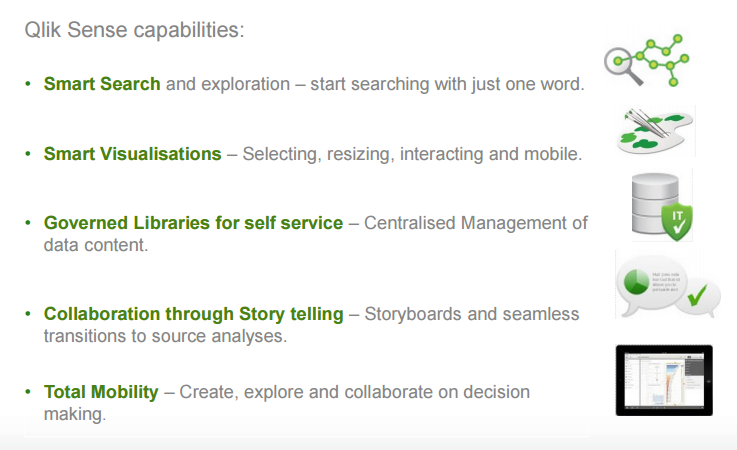 Qlik Sense capabilities:
• Smart Search and exploration – start searching with just one word.
• Smart Visualisations – Selecting, resizing, interacting and mobile.
• Governed Libraries for self service – Centralised Management of
data content.
IT
• Collaboration through Story telling – Storyboards and seamless
transitions to source analyses.
• Total Mobility – Create, explore and collaborate on decision
making.